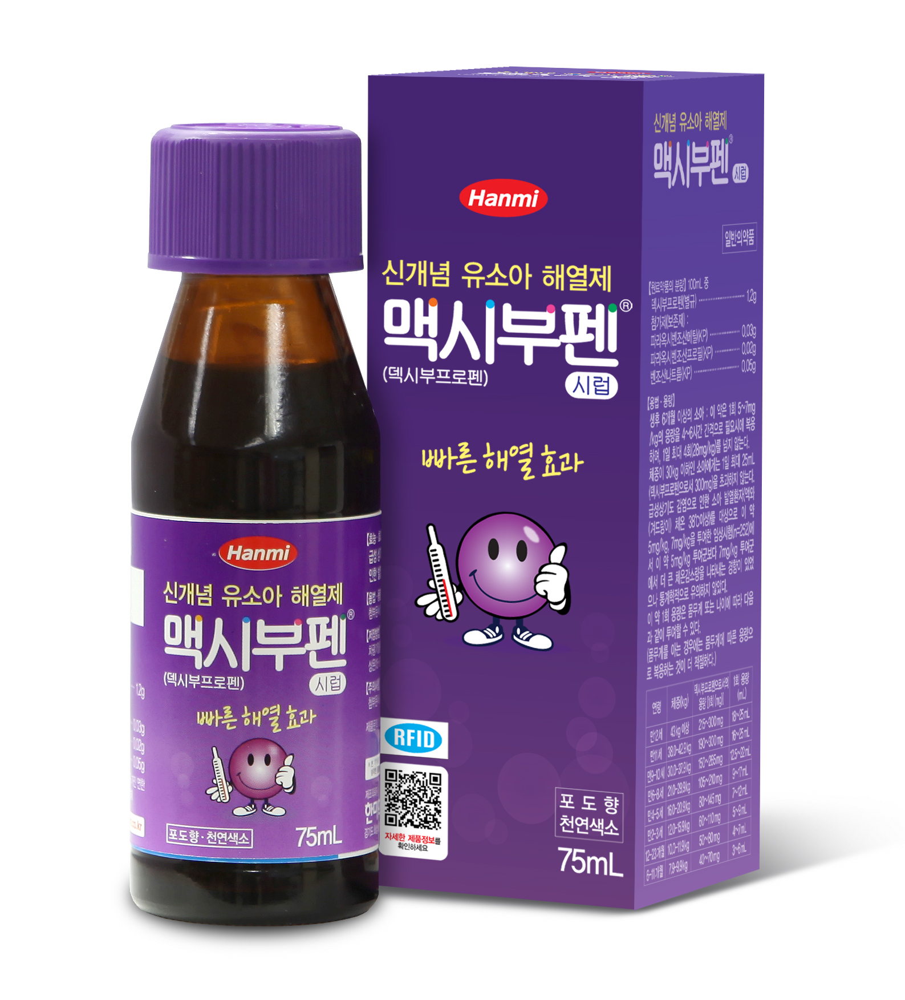 Hanmi
신개념 유소아 해열제
맥시부펜®
(덱시부프로펜)
시럽
빠른 해열 효과
포도향·천연색소
75mL
1.2g
0.03g
0.02g
0.05g
Hanmi
신개념 유소아 해열제
맥시부펜®
(덱시부프로펜)
시럽
빠른 해열 효과
RFID
자세한 제품정보를
확인하세요
포도향
천연색소
75mL
신개념 유소아 해열제
맥시부펜®
시럽
일반의약품
[원료약품의 분량] 100mL 중
덱시부프로펜(별규) 1.2g
첨가제(보존제) :
파라옥시벤조산메틸(KP) 0.03g
파라옥시벤조산프로필(KP) 0.02g
벤조산나트륨(KP) 0.05g
[용법·용량]
생후 6개월 이상의 소아 : 이 약은 1회 5~7mg
/kg의 용량을 4~6시간 간격으로 필요시에 복용
하며, 1일 최대 4회(28mg/kg)를 넘지 않는다.
체중이 30kg 이하인 소아에게는 1일 최대 25mL
(덱시부프로펜으로서 300mg)을 초과하지 않는다.
급성상기도 감염으로 인한 소아 발열환자(액와
(겨드랑이) 체온 38℃이상)를 대상으로 이 약
5mg/kg, 7mg/kg을 투여한 임상시험(n=252)에
서 이 약 5mg/kg 투여군보다 7mg/kg 투여군
에서 더 큰 체온감소량을 나타내는 경향이 있었
으나 통계학적으로 유의하지 않았다.
이 약 1회 용량은 몸무게 또는 나이에 따라 다음
과 같이 투여할 수 있다.
(몸무게를 아는 경우에는 몸무게에 따른 용량으
로 복용하는 것이 더 적절하다.)
연령 체중(kg) 덱시부프로펜으로서의 용량 [1회 (mg)] 1회 용량 (mL)
만12세 43kg 이상 215~300mg 18~25mL
만11세 38.0~42.9kg 190~300mg 16~25mL
만9~10세 30.0~37.9kg 150~265mg 12.5~22mL
만6~8세 21.0~29.9kg 105~210mg 9~17mL
만4~5세 16.0~20.9kg 80~145mg 7~12mL
만2~3세 12.0~15.9kg 60~110mg 5~9mL
12~23개월 10.0~11.9kg 50~80mg 4~7mL
6~11개월 7.9~9.9kg 40~70mg 3~6mL